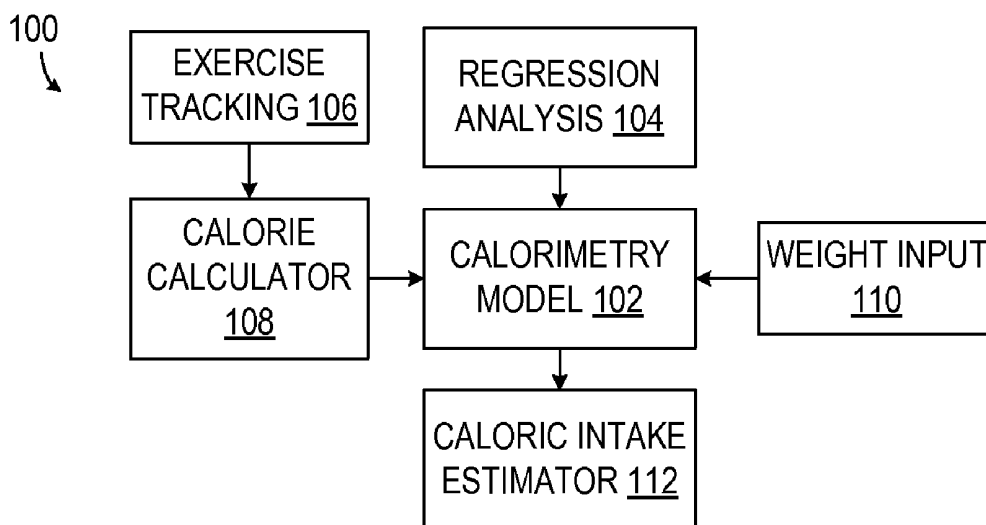 100
EXERCISE
TRACKING 106
REGRESSION
ANALYSIS 104
CALORIE
CALCULATOR
108
CALORIMETRY
MODEL 102
WEIGHT INPUT
110
CALORIC INTAKE
ESTIMATOR 112